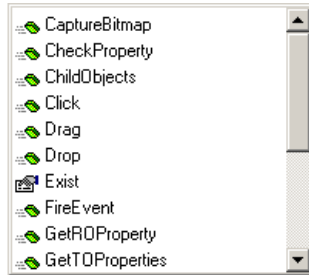 CaptureBitmap
CheckProperty
ChildObjects
Click
Drag
Drop
Exist
FireEvent
GetROProperty
GetTOProperties